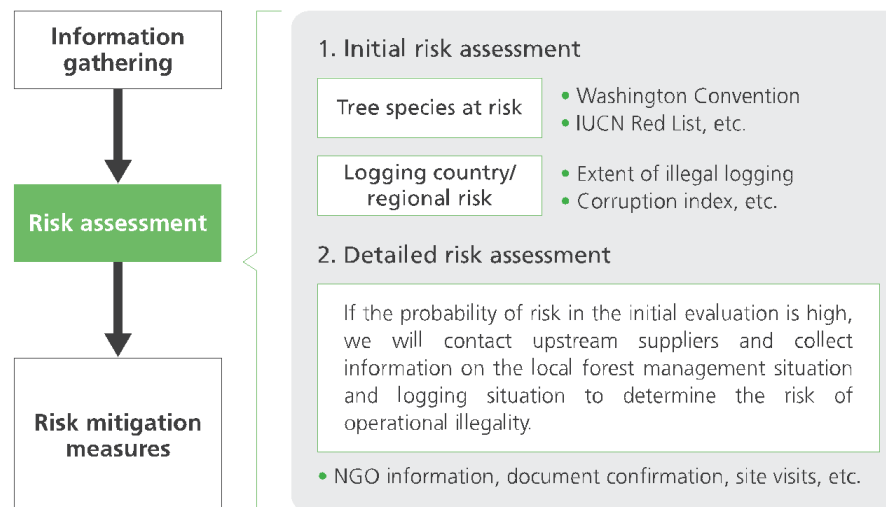 Information
gathering
Risk assessment
Risk mitigation
measures
1. Initial risk assessment
Tree species at risk
• Washington Convention
• IUCN Red List, etc.
Logging country/
regional risk
• Extent of illegal logging
• Corruption index, etc.
2. Detailed risk assessment
If the probability of risk in the initial evaluation is high,
we will contact upstream suppliers and collect
information on the local forest management situation
and logging situation to determine the risk of
operational illegality.
• NGO information, document confirmation, site visits, etc.